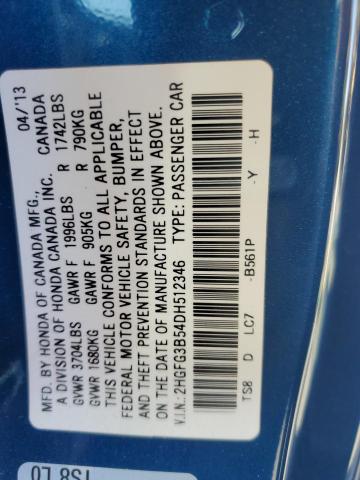 MFD. BY HONDA OF CANADA MFG., 04/'13
A DIVISION OF HONDA CANADA INC. CANADA
GVWR 3704LBS GAWR F 1996LBS R 1742LBS
GVWR 1680KG GAWR F 905KG R 790KG
THIS VEHICLE CONFORMS TO ALL APPLICABLE
FEDERAL MOTOR VEHICLE SAFETY, BUMPER,
AND THEFT PREVENTION STANDARDS IN EFFECT
ON THE DATE OF MANUFACTURE SHOWN ABOVE.
V.I.N.: 2HGFG3B54DH512346 TYPE: PASSENGER CAR
TS8 D LC7 -B561P -Y -H
TS8 L0